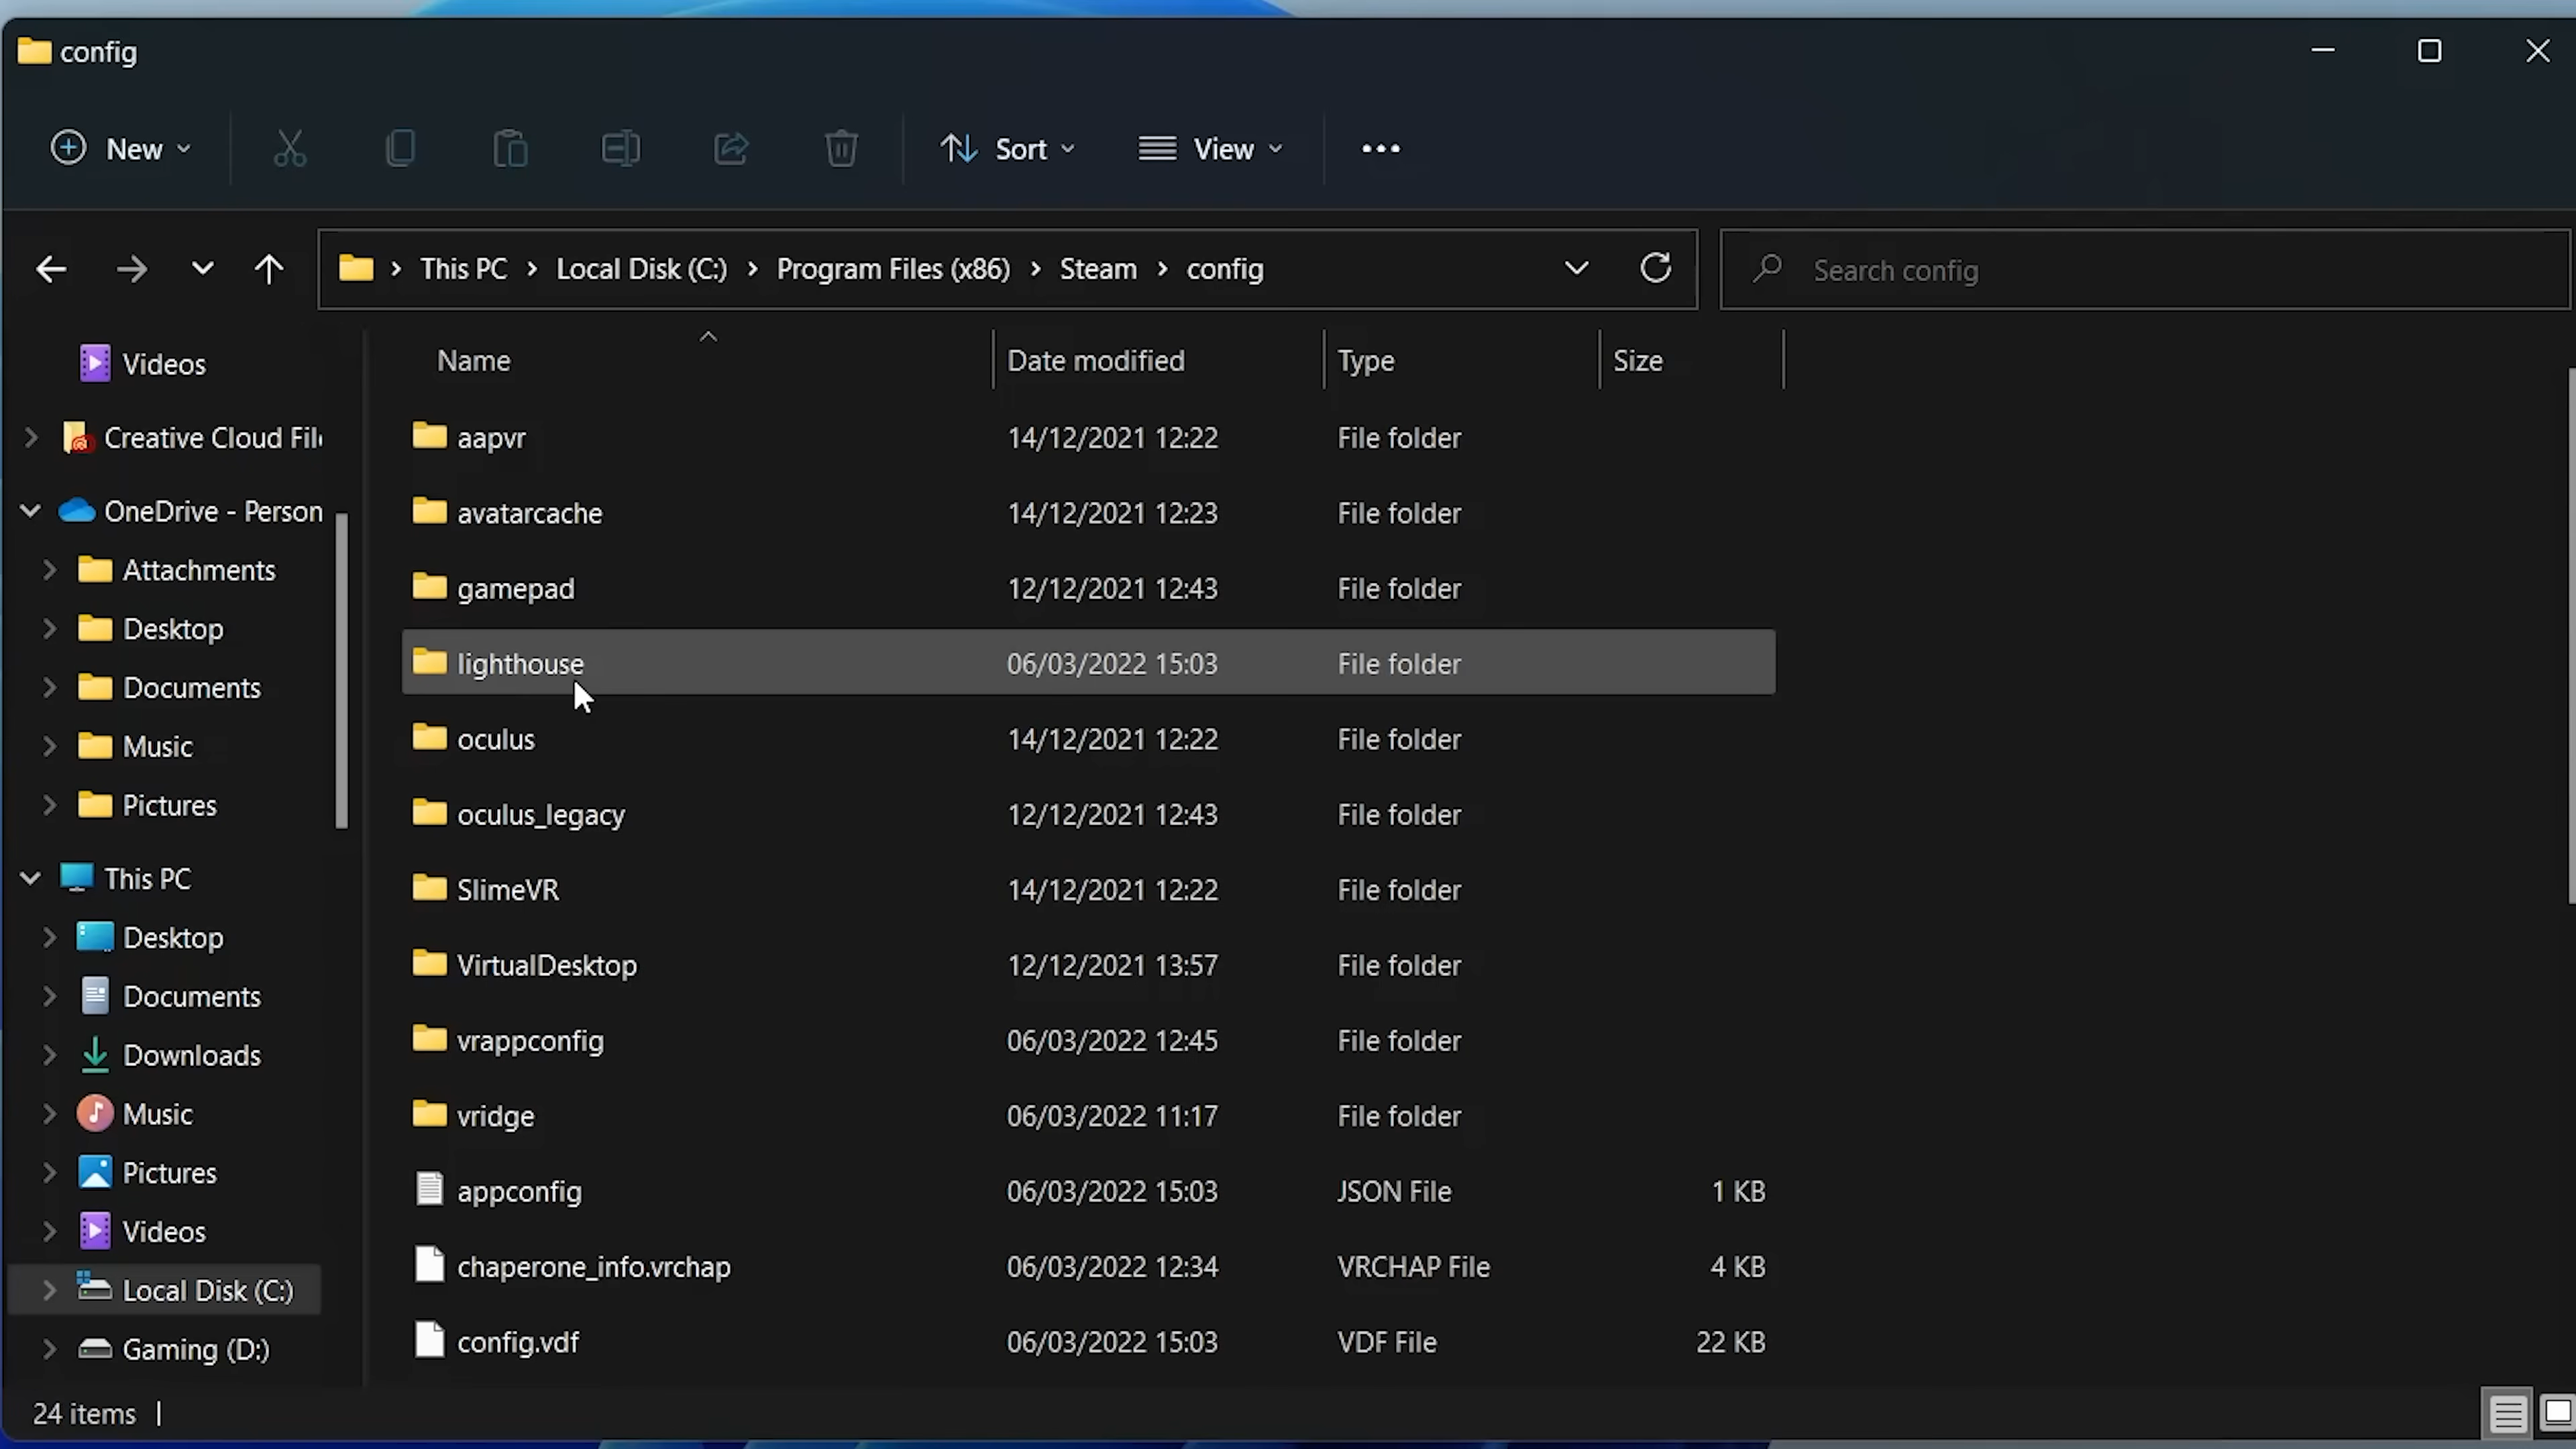 config
New
Sort
View
This PC > Local Disk (C:) > Program Files (x86) > Steam > config
Search config
Videos
Creative Cloud Fil
OneDrive - Person
Attachments
Desktop
Documents
Music
Pictures
This PC
Desktop
Documents
Downloads
Music
Pictures
Videos
Local Disk (C:)
Gaming (D:)
Name Date modified Type Size
aapvr 14/12/2021 12:22 File folder
avatarcache 14/12/2021 12:23 File folder
gamepad 12/12/2021 12:43 File folder
lighthouse 06/03/2022 15:03 File folder
oculus 14/12/2021 12:22 File folder
oculus_legacy 12/12/2021 12:43 File folder
SlimeVR 14/12/2021 12:22 File folder
VirtualDesktop 12/12/2021 13:57 File folder
vrappconfig 06/03/2022 12:45 File folder
vridge 06/03/2022 11:17 File folder
appconfig 06/03/2022 15:03 JSON File 1 KB
chaperone_info.vrchap 06/03/2022 12:34 VRCHAP File 4 KB
config.vdf 06/03/2022 15:03 VDF File 22 KB
24 items